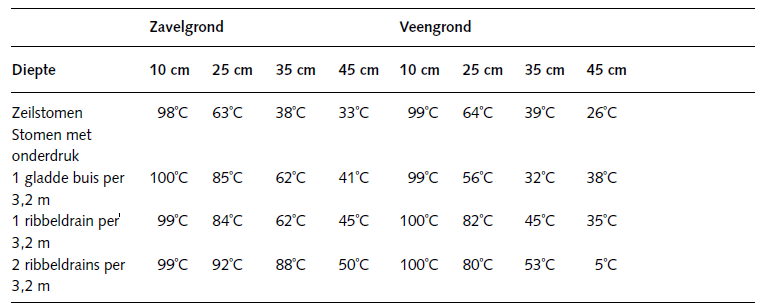 Zavelgrond Veengrond
Diepte 10 cm 25 cm 35 cm 45 cm 10 cm 25 cm 35 cm 45 cm
Zeilstomen 98°C 63°C 38°C 33°C 99°C 64°C 39°C 26°C
Stomen met
onderdruk
1 gladde buis per 100°C 85°C 62°C 41°C 99°C 56°C 32°C 38°C
3,2 m
1 ribbeldrain per' 99°C 84°C 62°C 45°C 100°C 82°C 45°C 35°C
3,2 m
2 ribbeldrains per 99°C 92°C 88°C 50°C 100°C 80°C 53°C 5°C
3,2 m